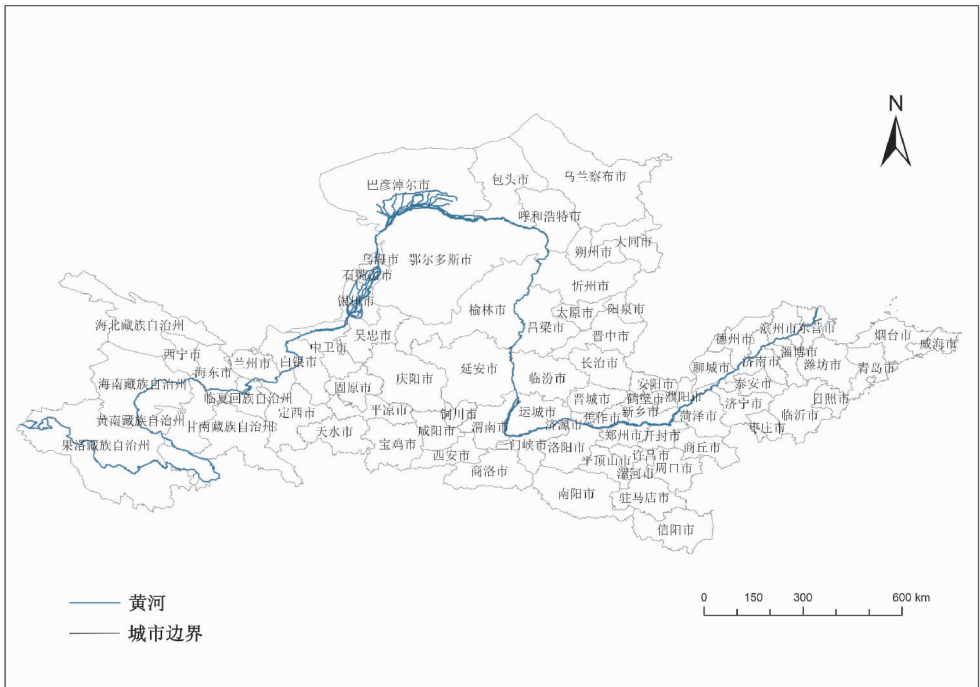 N
乌兰察布市
包头市
巴彦淖尔市
呼和浩特市
大同市
朔州市
乌海市
鄂尔多斯市
石嘴山市
忻州市
银川市
榆林市
太原市
阳泉市
海北藏族自治州
吕梁市
滨州市
东营市
吴忠市
晋中市
德州市
烟台市
威海市
中卫市
西宁市
兰州市
白银市
济南市
淄博市
延安市
长治市
聊城市
潍坊市
青岛市
海东市
庆阳市
临汾市
海南藏族自治州
固原市
安阳市
泰安市
临夏回族自治州
晋城市
鹤壁市
濮阳市
日照市
定西市
平凉市
铜川市
运城市
新乡市
济宁市
黄南藏族自治州
甘南藏族自治州
济源市
焦作市
菏泽市
临沂市
天水市
咸阳市
渭南市
枣庄市
果洛藏族自治州
宝鸡市
三门峡市
洛阳市
郑州市
开封市
商丘市
西安市
平顶山市
许昌市
商洛市
漯河市
周口市
南阳市
驻马店市
信阳市
黄河
城市边界
0 150 300 600 km